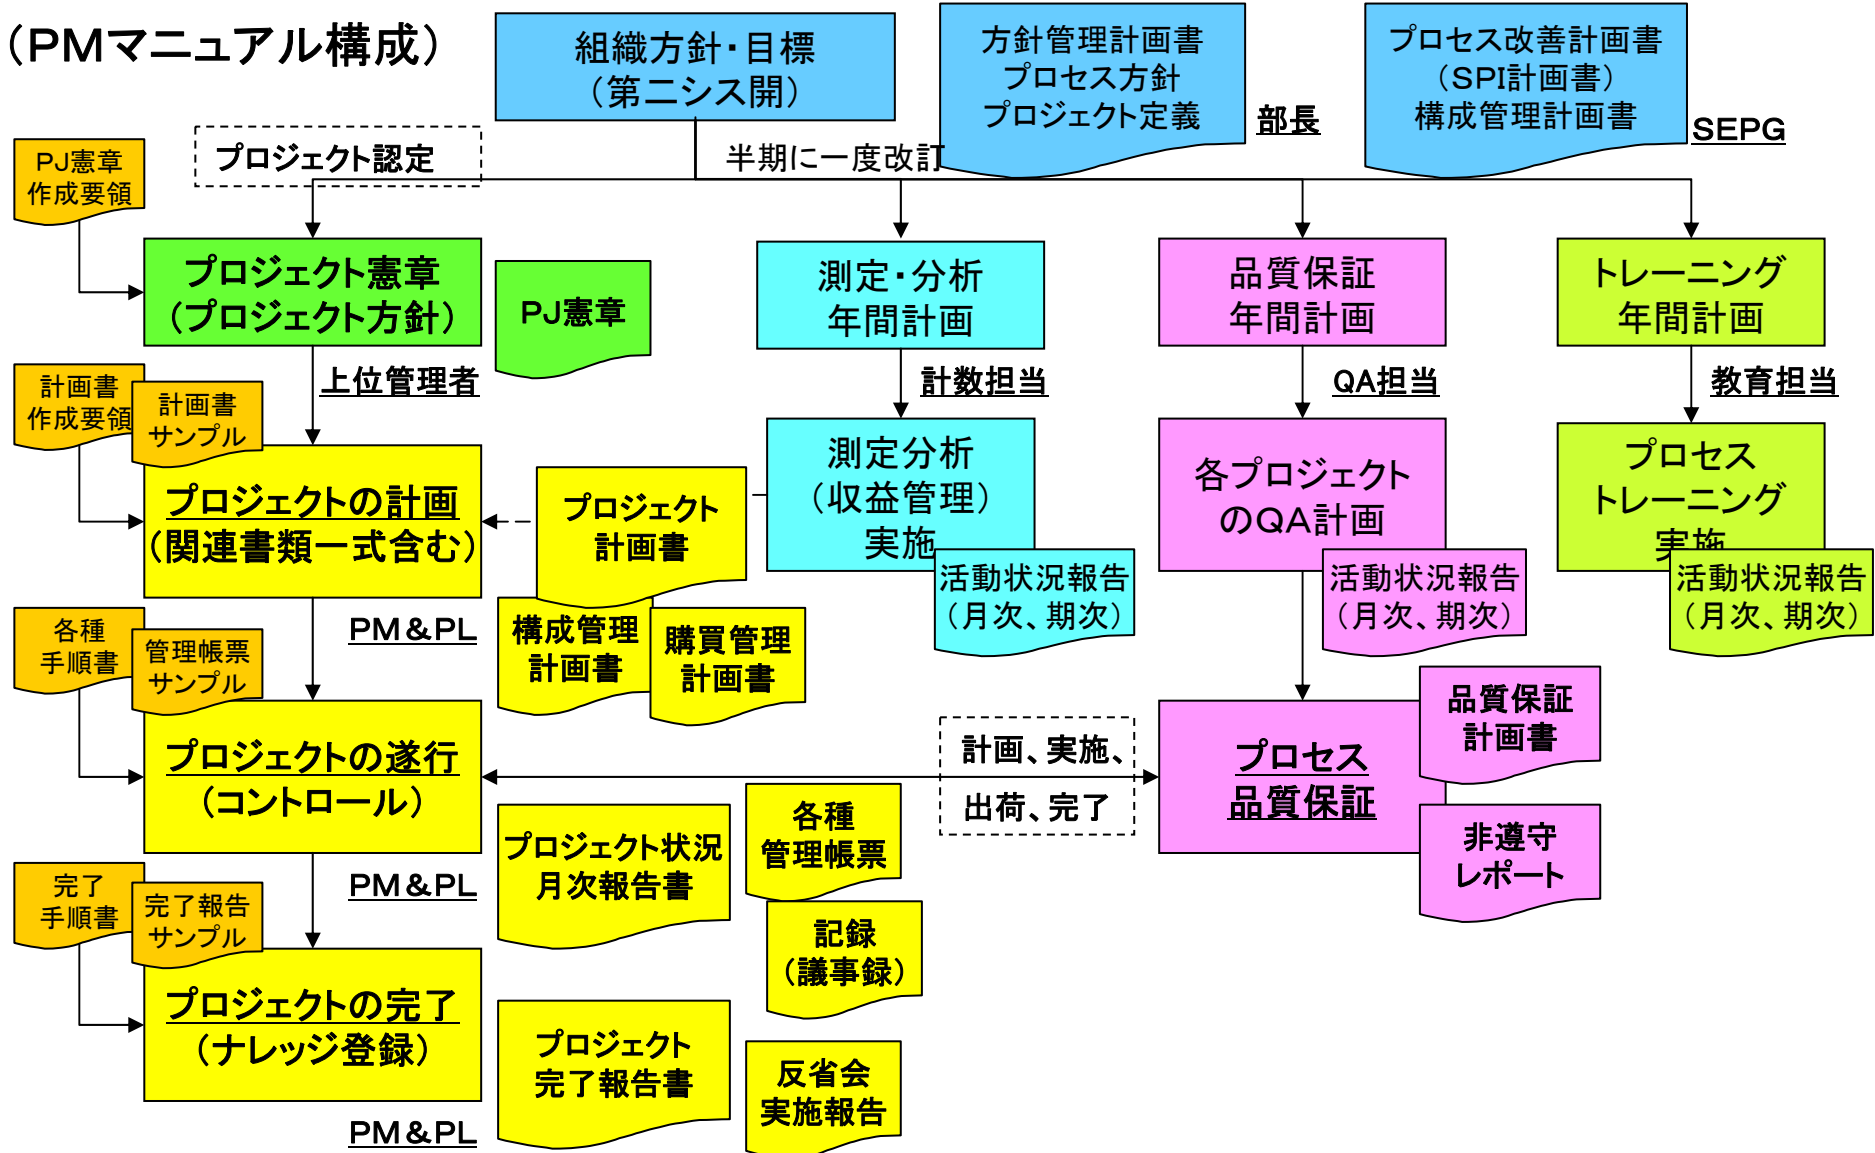 （PMマニュアル構成）
組織方針・目標
（第ニシス開）
方針管理計画書
プロセス方針
プロジェクト定義
部長
プロセス改善計画書
（SPI計画書）
構成管理計画書
SEPG
プロジェクト認定
半期に一度改訂
PJ憲章
作成要領
プロジェクト憲章
（プロジェクト方針）
PJ憲章
上位管理者
測定・分析
年間計画
計数担当
品質保証
年間計画
QA担当
トレーニング
年間計画
教育担当
計画書
作成要領
計画書
サンプル
プロジェクトの計画
（関連書類一式含む）
PM＆PL
プロジェクト
計画書
構成管理
計画書
購買管理
計画書
測定分析
（収益管理）
実施
活動状況報告
（月次、期次）
各プロジェクト
のQA計画
活動状況報告
（月次、期次）
プロセス
トレーニング
実施
活動状況報告
（月次、期次）
各種
手順書
管理帳票
サンプル
プロジェクトの遂行
（コントロール）
PM＆PL
計画、実施、
出荷、完了
プロセス
品質保証
品質保証
計画書
非遵守
レポート
プロジェクト状況
月次報告書
各種
管理帳票
記録
（議事録）
完了
手順書
完了報告
サンプル
プロジェクトの完了
（ナレッジ登録）
PM＆PL
プロジェクト
完了報告書
反省会
実施報告